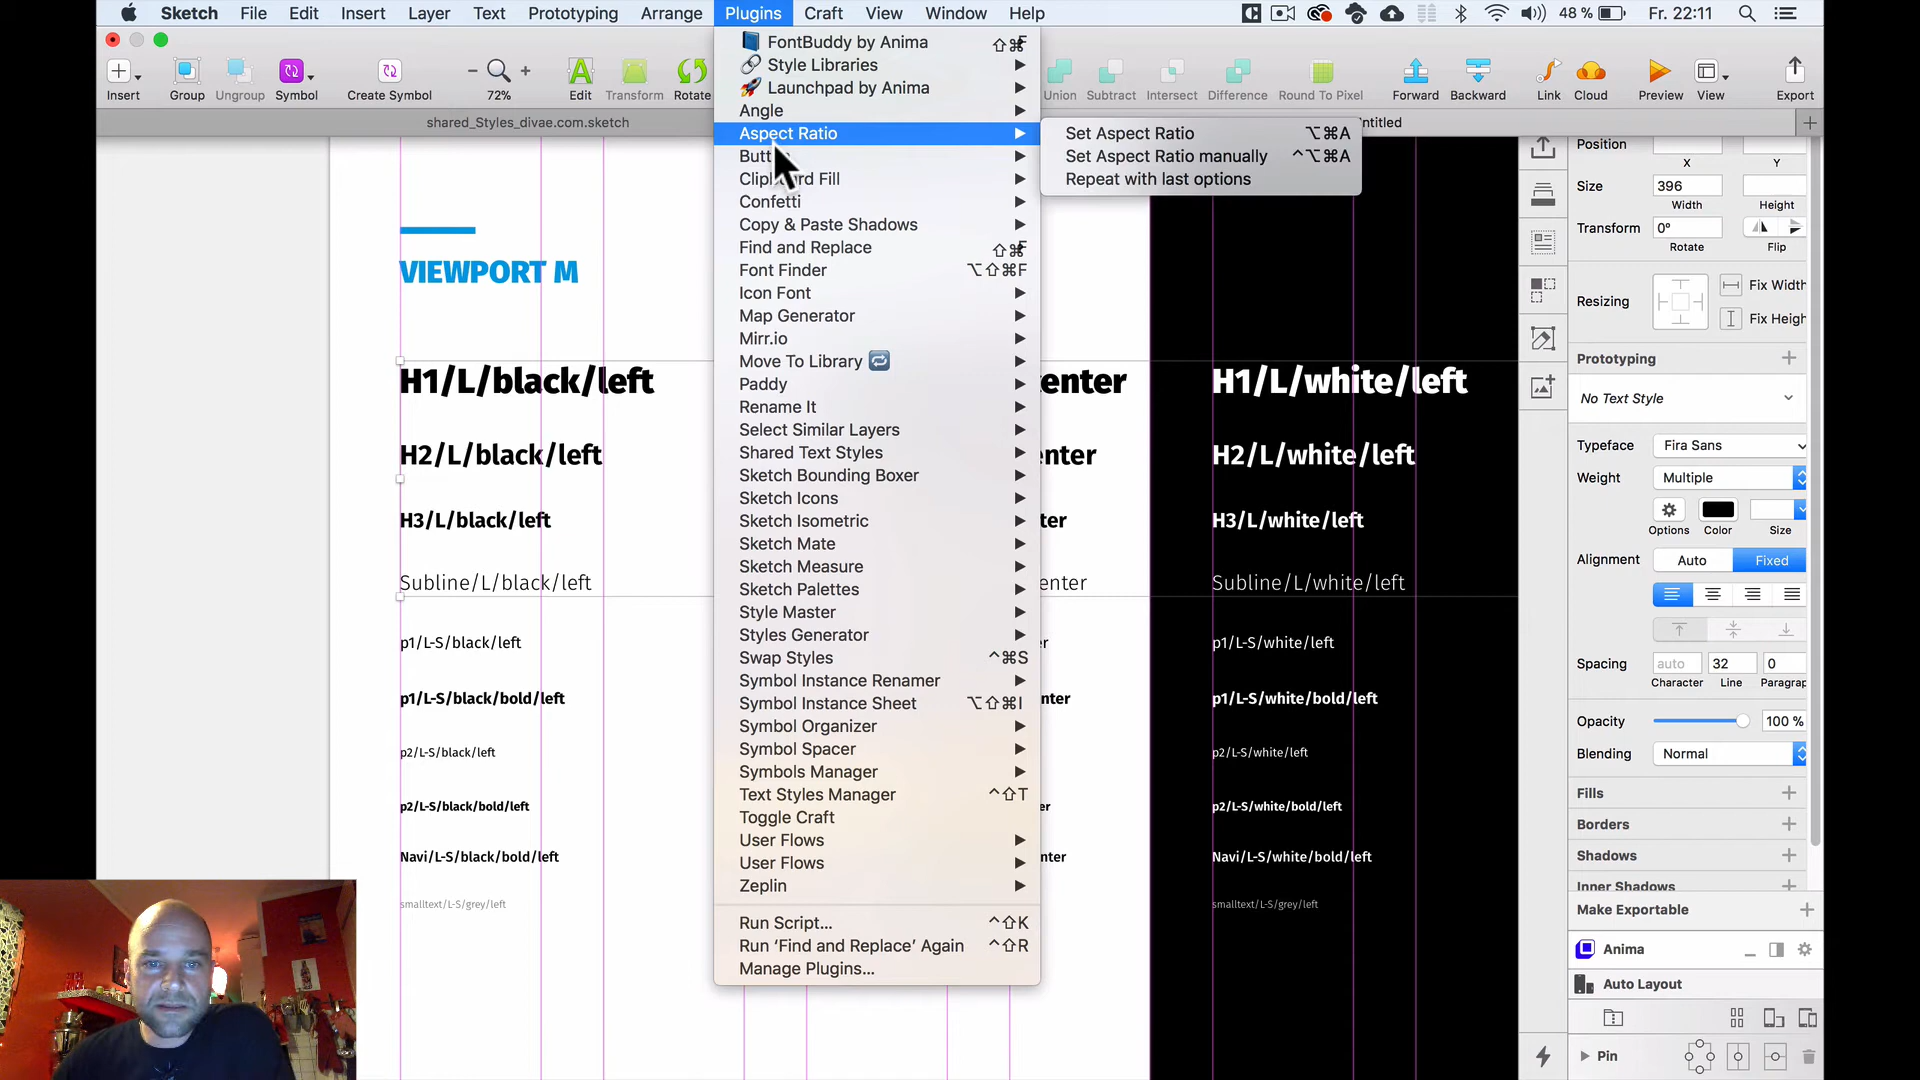 Sketch File Edit Insert Layer Text Prototyping Arrange Plugins Craft View Window Help 48 % Fr. 22:11
Insert Group Ungroup Symbol Create Symbol 72% Edit Transform Rotate Union Subtract Intersect Difference Round To Pixel Forward Backward Link Cloud Preview View Export
shared_Styles_divae.com.sketch
ntitled
FontBuddy by Anima ⇧⌘F
Style Libraries
Launchpad by Anima
Angle
Aspect Ratio
Set Aspect Ratio ⌥⌘A
Set Aspect Ratio manually ^⌥⌘A
Repeat with last options
Confetti
Copy & Paste Shadows
Find and Replace ⇧⌘F
Font Finder ⌥⇧⌘F
Icon Font
Map Generator
Mirr.io
Move To Library
Paddy
Rename It
Select Similar Layers
Shared Text Styles
Sketch Bounding Boxer
Sketch Icons
Sketch Isometric
Sketch Mate
Sketch Measure
Sketch Palettes
Style Master
Styles Generator
Swap Styles ^⌘S
Symbol Instance Renamer
Symbol Instance Sheet ⌥⇧⌘I
Symbol Organizer
Symbol Spacer
Symbols Manager
Text Styles Manager ^⇧T
Toggle Craft
User Flows
User Flows
Zeplin
Run Script... ^⇧K
Run ‘Find and Replace’ Again ^⇧R
Manage Plugins...
VIEWPORT M
H1/L/black/left
H2/L/black/left
H3/L/black/left
Subline/L/black/left
p1/L-S/black/left
p1/L-S/black/bold/left
p2/L-S/black/left
p2/L-S/black/bold/left
Navi/L-S/black/bold/left
smalltext/L-S/grey/left
enter
enter
ter
enter
er
nter
er
nter
H1/L/white/left
H2/L/white/left
H3/L/white/left
Subline/L/white/left
p1/L-S/white/left
p1/L-S/white/bold/left
p2/L-S/white/left
p2/L-S/white/bold/left
Navi/L-S/white/bold/left
smalltext/L-S/grey/left
Position
X Y
Size 396
Width Height
Transform 0°
Rotate Flip
Resizing Fix Width
Fix Heigh
Prototyping
No Text Style
Typeface Fira Sans
Weight Multiple
Options Color Size
Alignment Auto Fixed
Spacing auto 32 0
Character Line Paragrap
Opacity 100 %
Blending Normal
Fills
Borders
Shadows
Inner Shadows
Make Exportable
Anima
Auto Layout
Pin